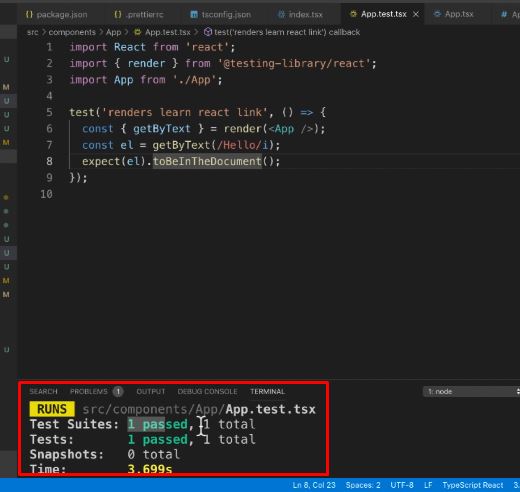 package.json
.prettierrc
tsconfig.json
index.tsx
App.test.tsx
App.tsx
src > components > App > App.test.tsx > test('renders learn react link') callback
1 import React from 'react';
2 import { render } from '@testing-library/react';
3 import App from './App';
4
5 test('renders learn react link', () => {
6 const { getByText } = render(<App />);
7 const el = getByText(/Hello/i);
8 expect(el).toBeInTheDocument();
9 });
10
U
M
U
U
U
M
U
U
U
M
M
U
SEARCH PROBLEMS 1 OUTPUT DEBUG CONSOLE TERMINAL 1: node
RUNS src/components/App/App.test.tsx
Test Suites: 1 passed, 1 total
Tests: 1 passed, 1 total
Snapshots: 0 total
Time: 3.699s
Ln 8, Col 23 Spaces: 2 UTF-8 LF TypeScript React 3.